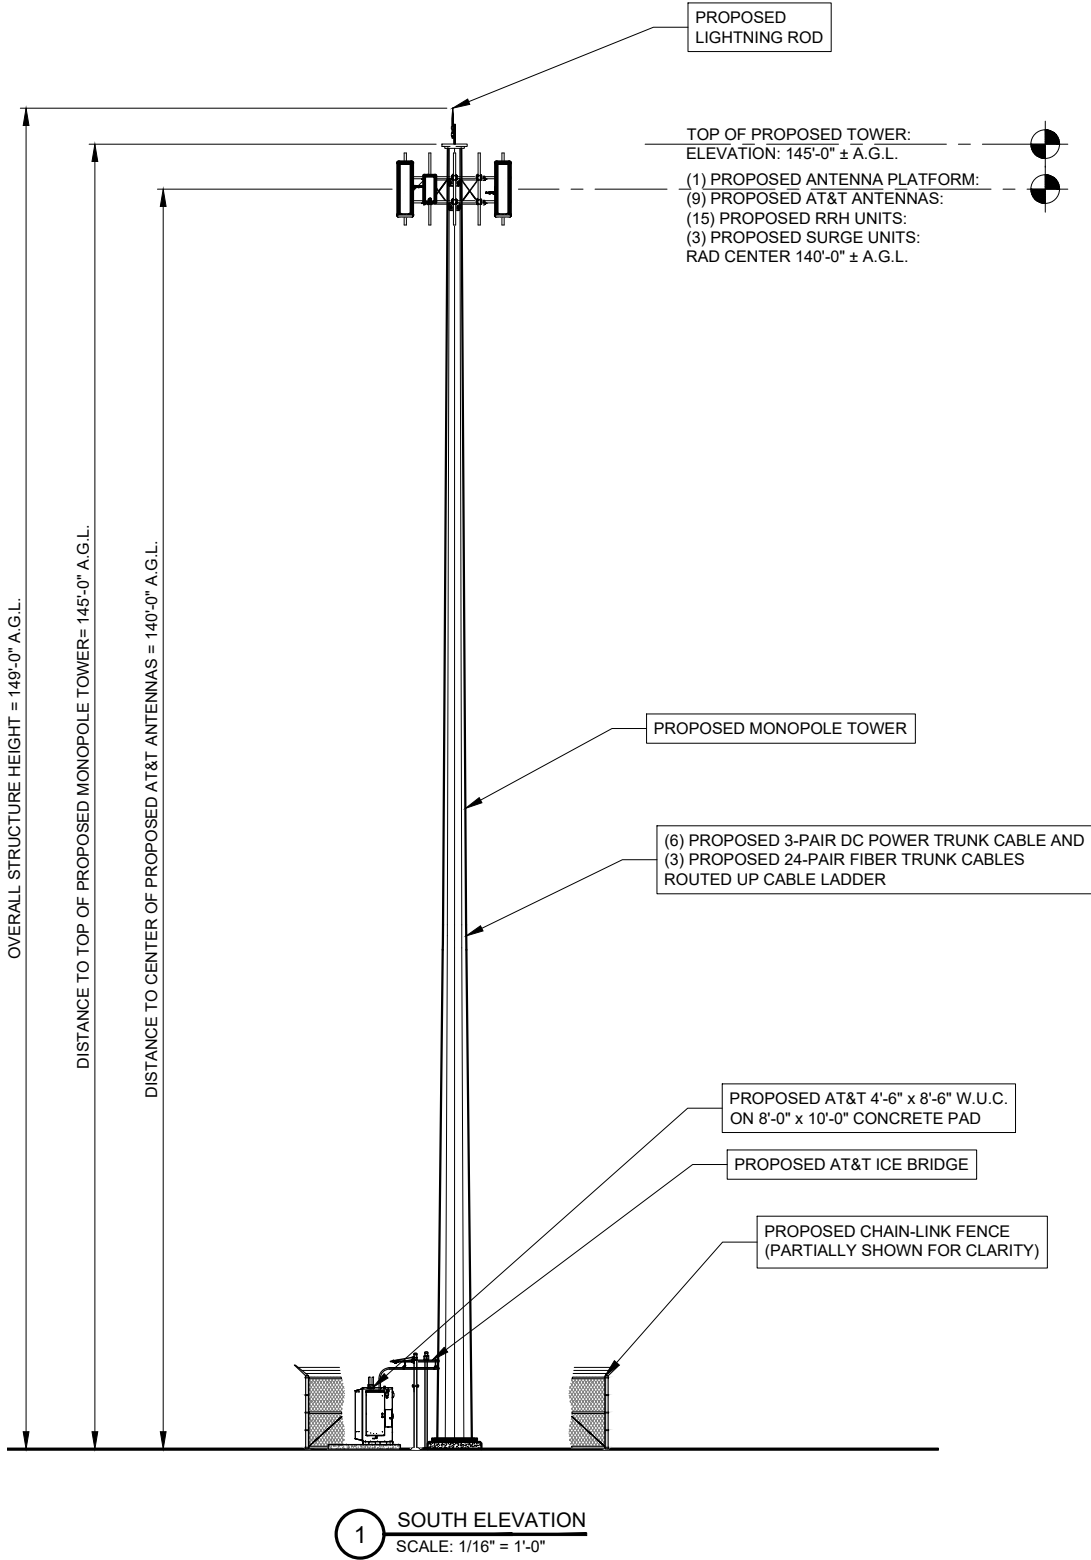 PROPOSED
LIGHTNING ROD
TOP OF PROPOSED TOWER:
ELEVATION: 145'-0" ± A.G.L.
(1) PROPOSED ANTENNA PLATFORM:
(9) PROPOSED AT&T ANTENNAS:
(15) PROPOSED RRH UNITS:
(3) PROPOSED SURGE UNITS:
RAD CENTER 140'-0" ± A.G.L.
OVERALL STRUCTURE HEIGHT = 149'-0" A.G.L.
DISTANCE TO TOP OF PROPOSED MONOPOLE TOWER= 145'-0" A.G.L.
DISTANCE TO CENTER OF PROPOSED AT&T ANTENNAS = 140'-0" A.G.L.
PROPOSED MONOPOLE TOWER
(6) PROPOSED 3-PAIR DC POWER TRUNK CABLE AND
(3) PROPOSED 24-PAIR FIBER TRUNK CABLES
ROUTED UP CABLE LADDER
PROPOSED AT&T 4'-6" x 8'-6" W.U.C.
ON 8'-0" x 10'-0" CONCRETE PAD
PROPOSED AT&T ICE BRIDGE
PROPOSED CHAIN-LINK FENCE
(PARTIALLY SHOWN FOR CLARITY)
1
SOUTH ELEVATION
SCALE: 1/16" = 1'-0"